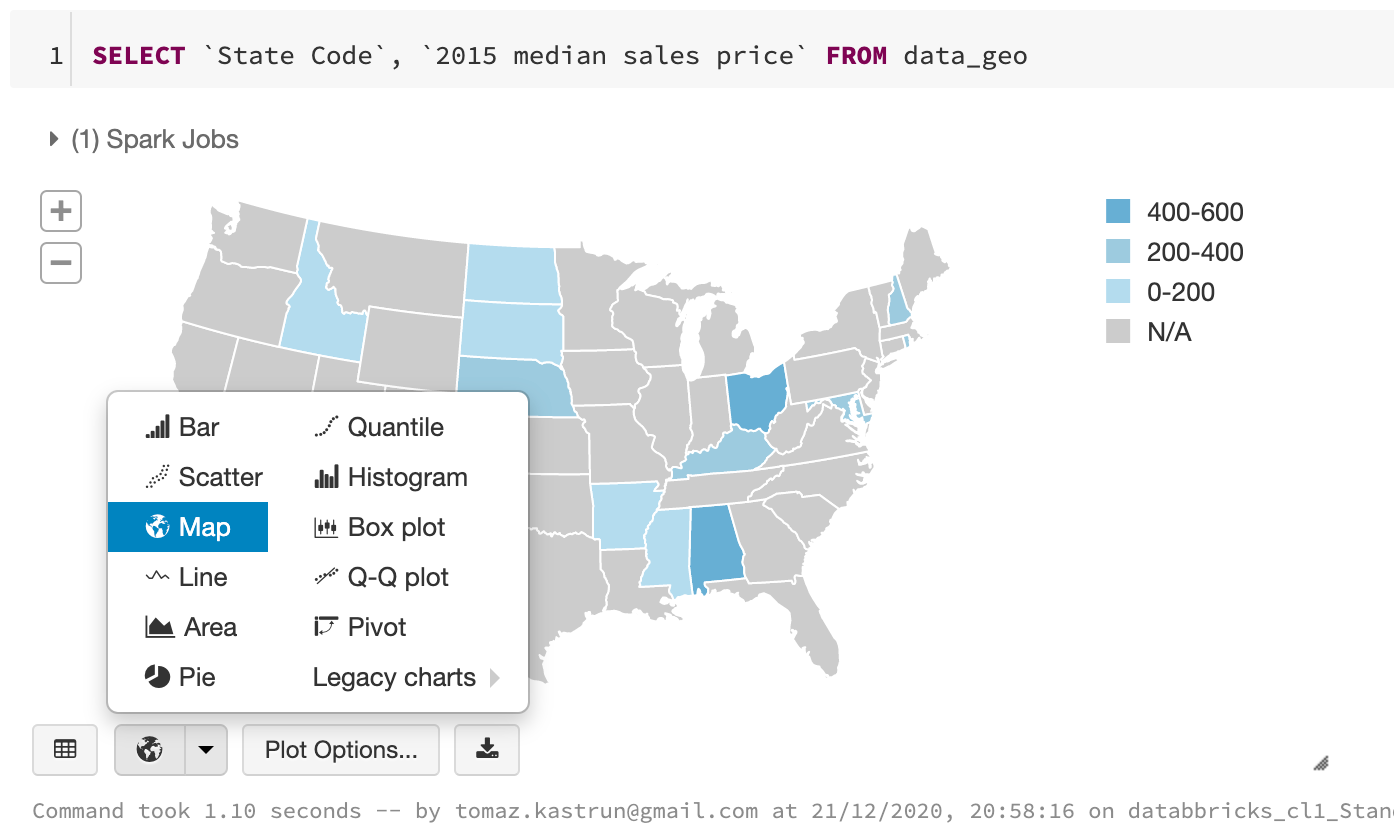 1 SELECT `State Code`, `2015 median sales price` FROM data_geo
(1) Spark Jobs
+
−
400-600
200-400
0-200
N/A
Bar
Quantile
Scatter
Histogram
Map
Box plot
Line
Q-Q plot
Area
Pivot
Pie
Legacy charts
Plot Options...
Command took 1.10 seconds -- by tomaz.kastrun@gmail.com at 21/12/2020, 20:58:16 on databbricks_cl1_Stan